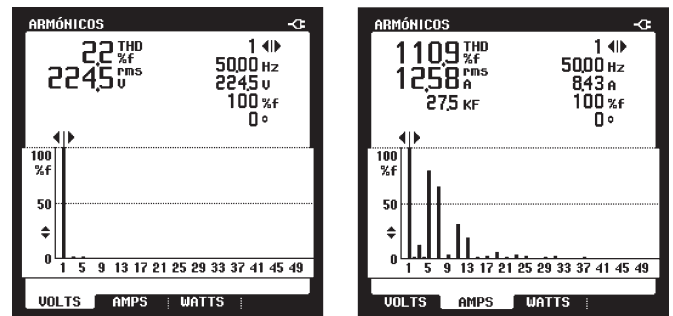 ARMÓNICOS
2,2 THD %f
224,5 rms V
1
50,00 Hz
224,5 V
100 %f
0 °
100
%f
50
0
1 5 9 13 17 21 25 29 33 37 41 45 49
VOLTS AMPS WATTS
ARMÓNICOS
110,9 THD %f
12,58 rms A
27,5 KF
1
50,00 Hz
8,43 A
100 %f
0 °
100
%f
50
0
1 5 9 13 17 21 25 29 33 37 41 45 49
VOLTS AMPS WATTS